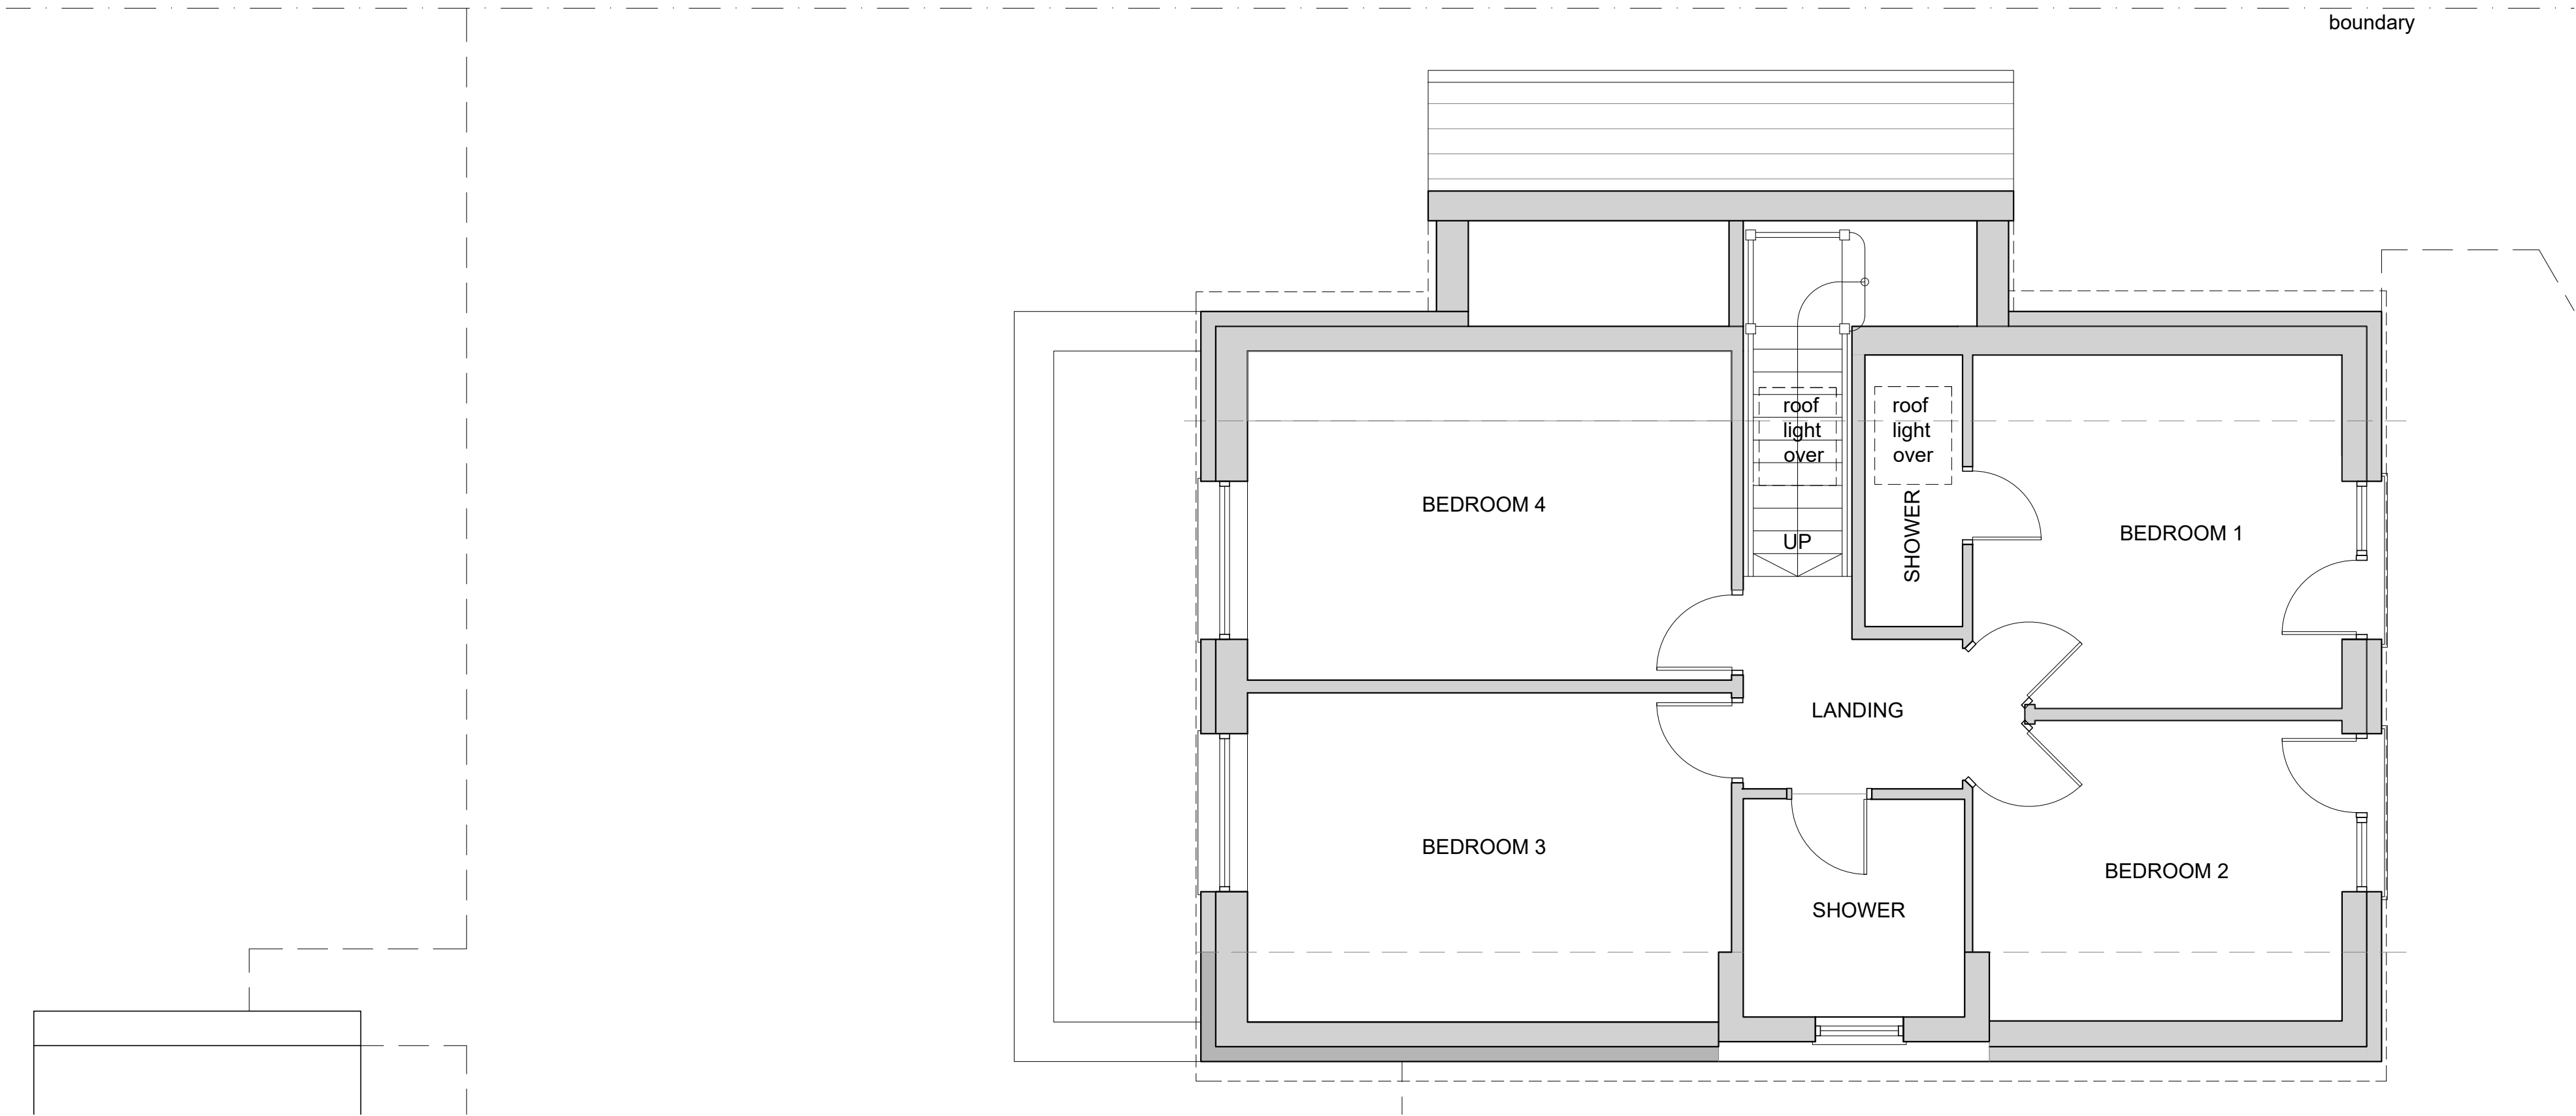 boundary
roof
light
over
roof
light
over
BEDROOM 4
SHOWER
BEDROOM 1
UP
LANDING
BEDROOM 3
BEDROOM 2
SHOWER